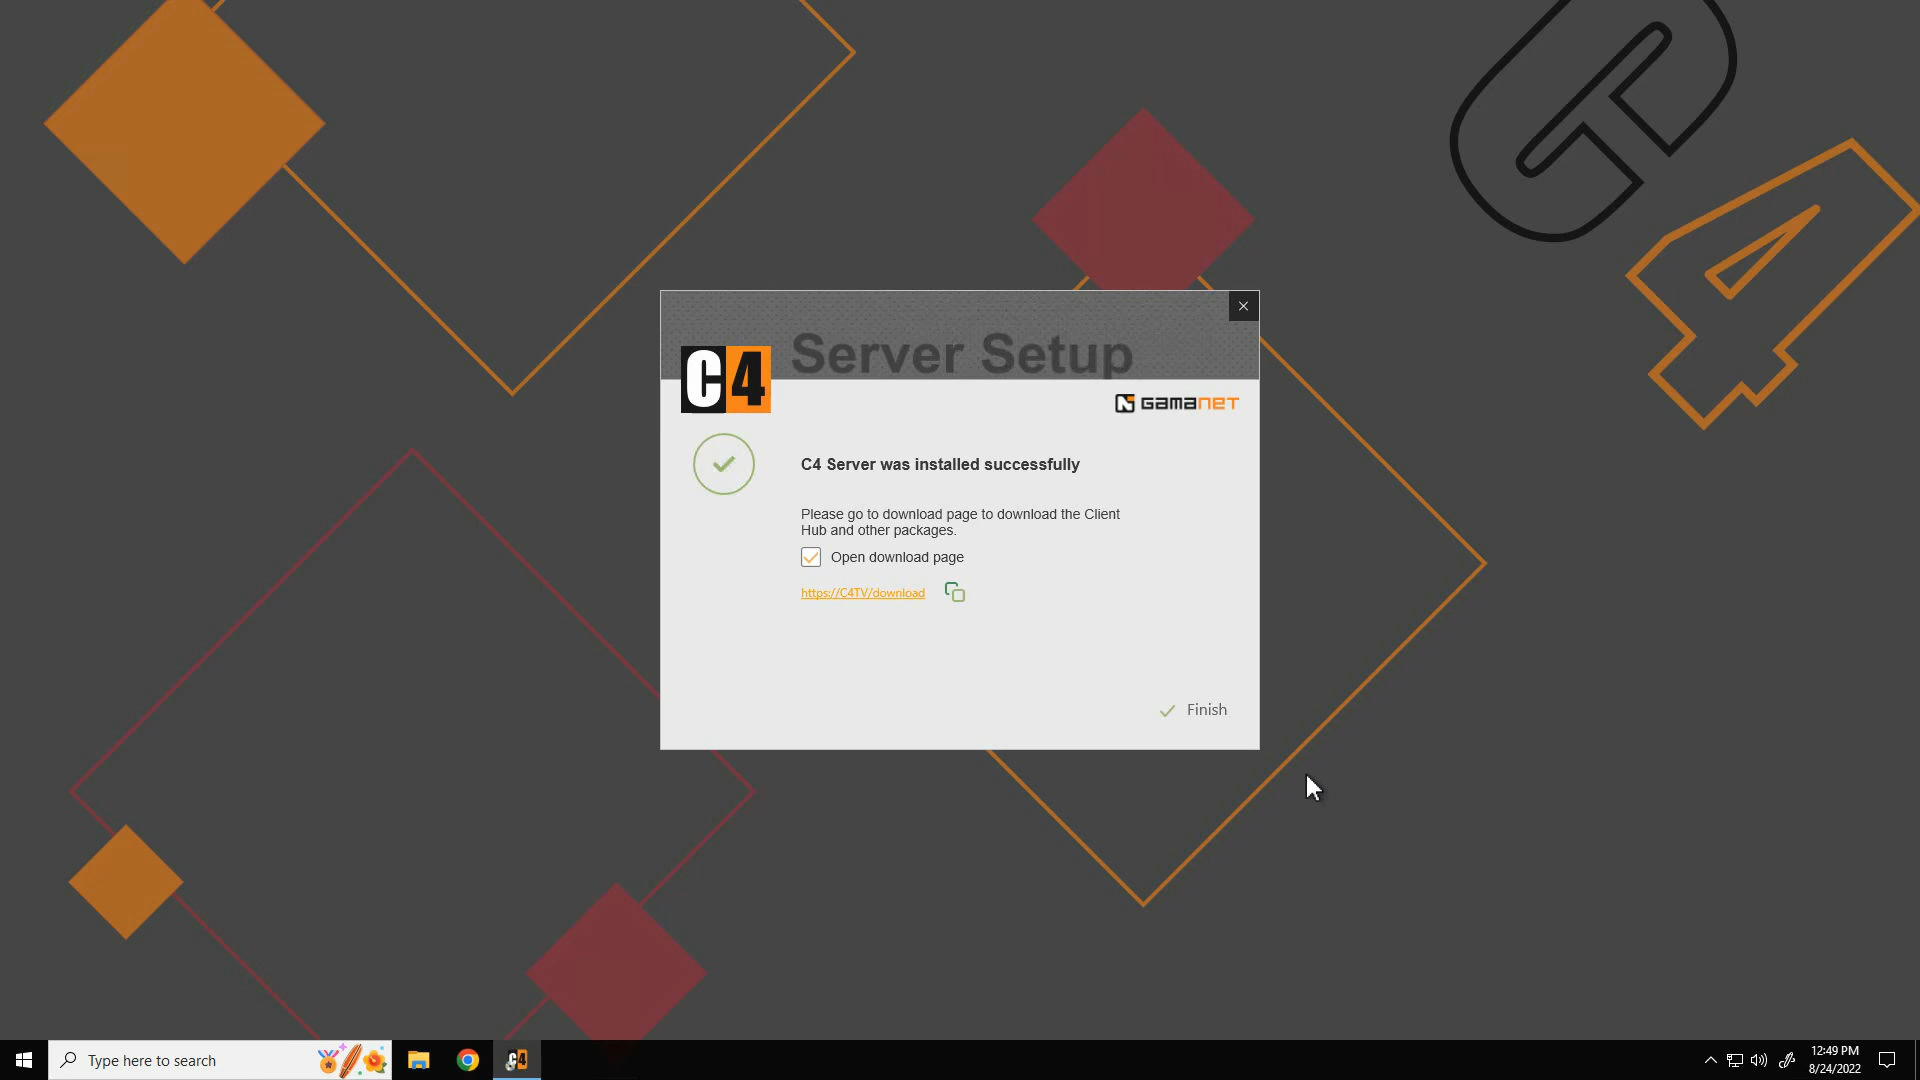 C4
Server Setup
C4
GAMANET
C4 Server was installed successfully
Please go to download page to download the Client
Hub and other packages.
Open download page
https://C4TV/download
Finish
Type here to search
C4
12:49 PM
8/24/2022